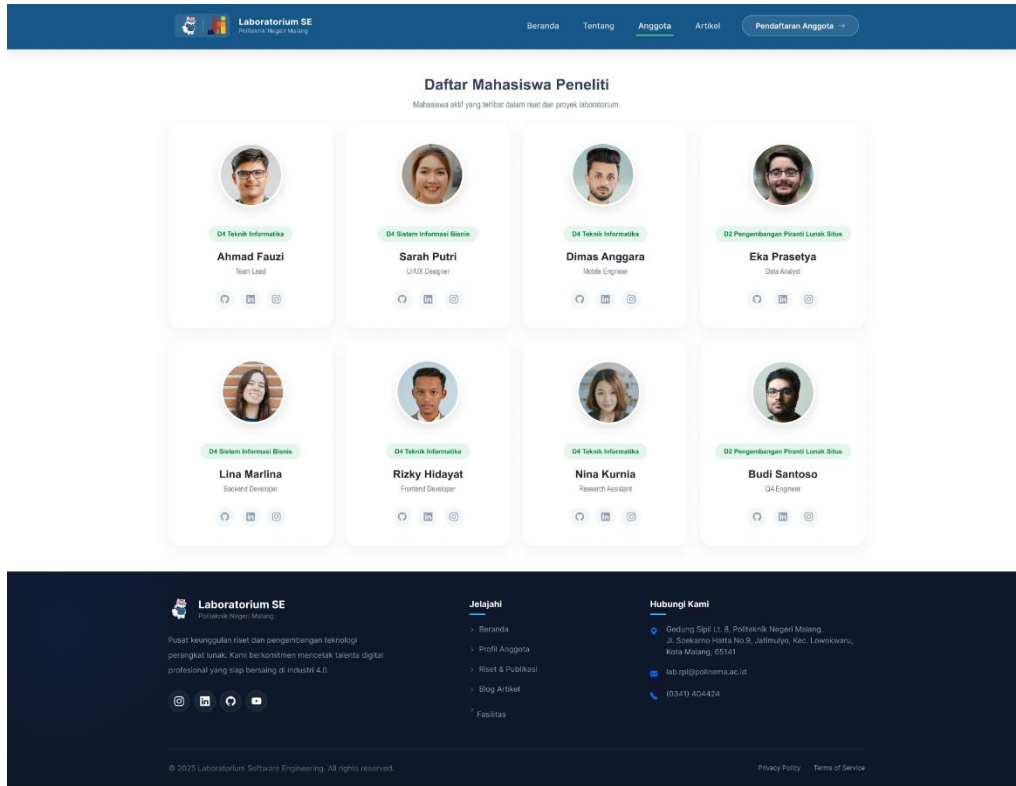 Laboratorium SE
Politeknik Negeri Malang
Beranda
Tentang
Anggota
Artikel
Pendaftaran Anggota →
Daftar Mahasiswa Peneliti
Mahasiswa aktif yang terlibat dalam riset dan proyek laboratorium.
D4 Teknik Informatika
Ahmad Fauzi
Team Lead
D4 Sistem Informasi Bisnis
Sarah Putri
UI/UX Designer
D4 Teknik Informatika
Dimas Anggara
Mobile Engineer
D2 Pengembangan Piranti Lunak Situs
Eka Prasetya
Data Analyst
D4 Sistem Informasi Bisnis
Lina Marlina
Backend Developer
D4 Teknik Informatika
Rizky Hidayat
Frontend Developer
D4 Teknik Informatika
Nina Kurnia
Research Assistant
D2 Pengembangan Piranti Lunak Situs
Budi Santoso
QA Engineer
Laboratorium SE
Politeknik Negeri Malang
Pusat keunggulan riset dan pengembangan teknologi
perangkat lunak. Kami berkomitmen mencetak talenta digital
profesional yang siap bersaing di industri 4.0.
Jelajahi
› Beranda
› Profil Anggota
› Riset & Publikasi
› Blog Artikel
› Fasilitas
Hubungi Kami
Gedung Sipil Lt. 8, Politeknik Negeri Malang.
Jl. Soekarno Hatta No.9, Jatimulyo, Kec. Lowokwaru,
Kota Malang, 65141
lab.rpl@polinema.ac.id
(0341) 404424
© 2025 Laboratorium Software Engineering. All rights reserved.
Privacy Policy
Terms of Service